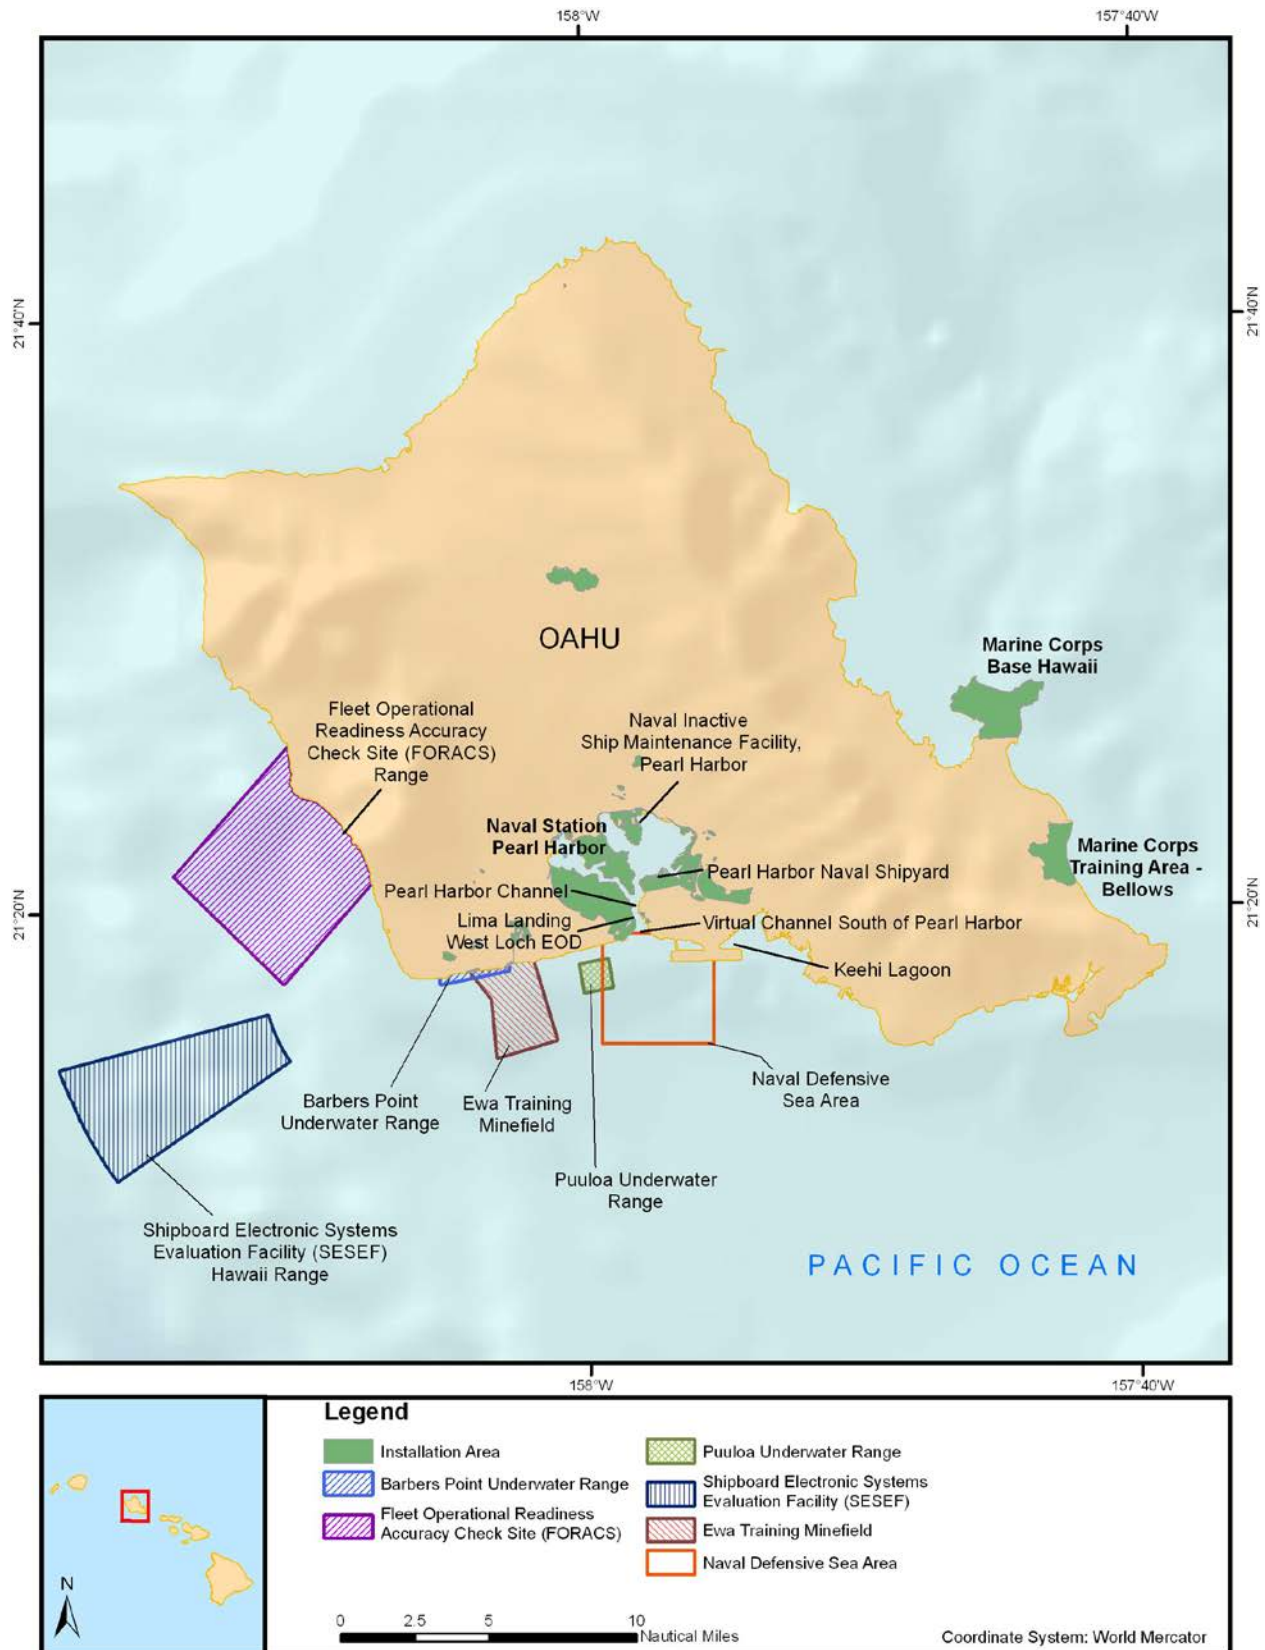 158°W
157°40'W
21°40'N
21°40'N
OAHU
Marine Corps
Base Hawaii
Fleet Operational
Readiness Accuracy
Check Site (FORACS)
Range
Naval Inactive
Ship Maintenance Facility,
Pearl Harbor
Naval Station
Pearl Harbor
Marine Corps
Training Area -
Bellows
Pearl Harbor Naval Shipyard
Pearl Harbor Channel
Lima Landing
West Loch EOD
Virtual Channel South of Pearl Harbor
Keehi Lagoon
21°20'N
21°20'N
Naval Defensive
Sea Area
Barbers Point
Underwater Range
Ewa Training
Minefield
Puuloa Underwater
Range
Shipboard Electronic Systems
Evaluation Facility (SESEF)
Hawaii Range
PACIFIC OCEAN
158°W
157°40'W
Legend
Installation Area
Barbers Point Underwater Range
Fleet Operational Readiness
Accuracy Check Site (FORACS)
Puuloa Underwater Range
Shipboard Electronic Systems
Evaluation Facility (SESEF)
Ewa Training Minefield
Naval Defensive Sea Area
N
0 2.5 5 10
Nautical Miles
Coordinate System: World Mercator